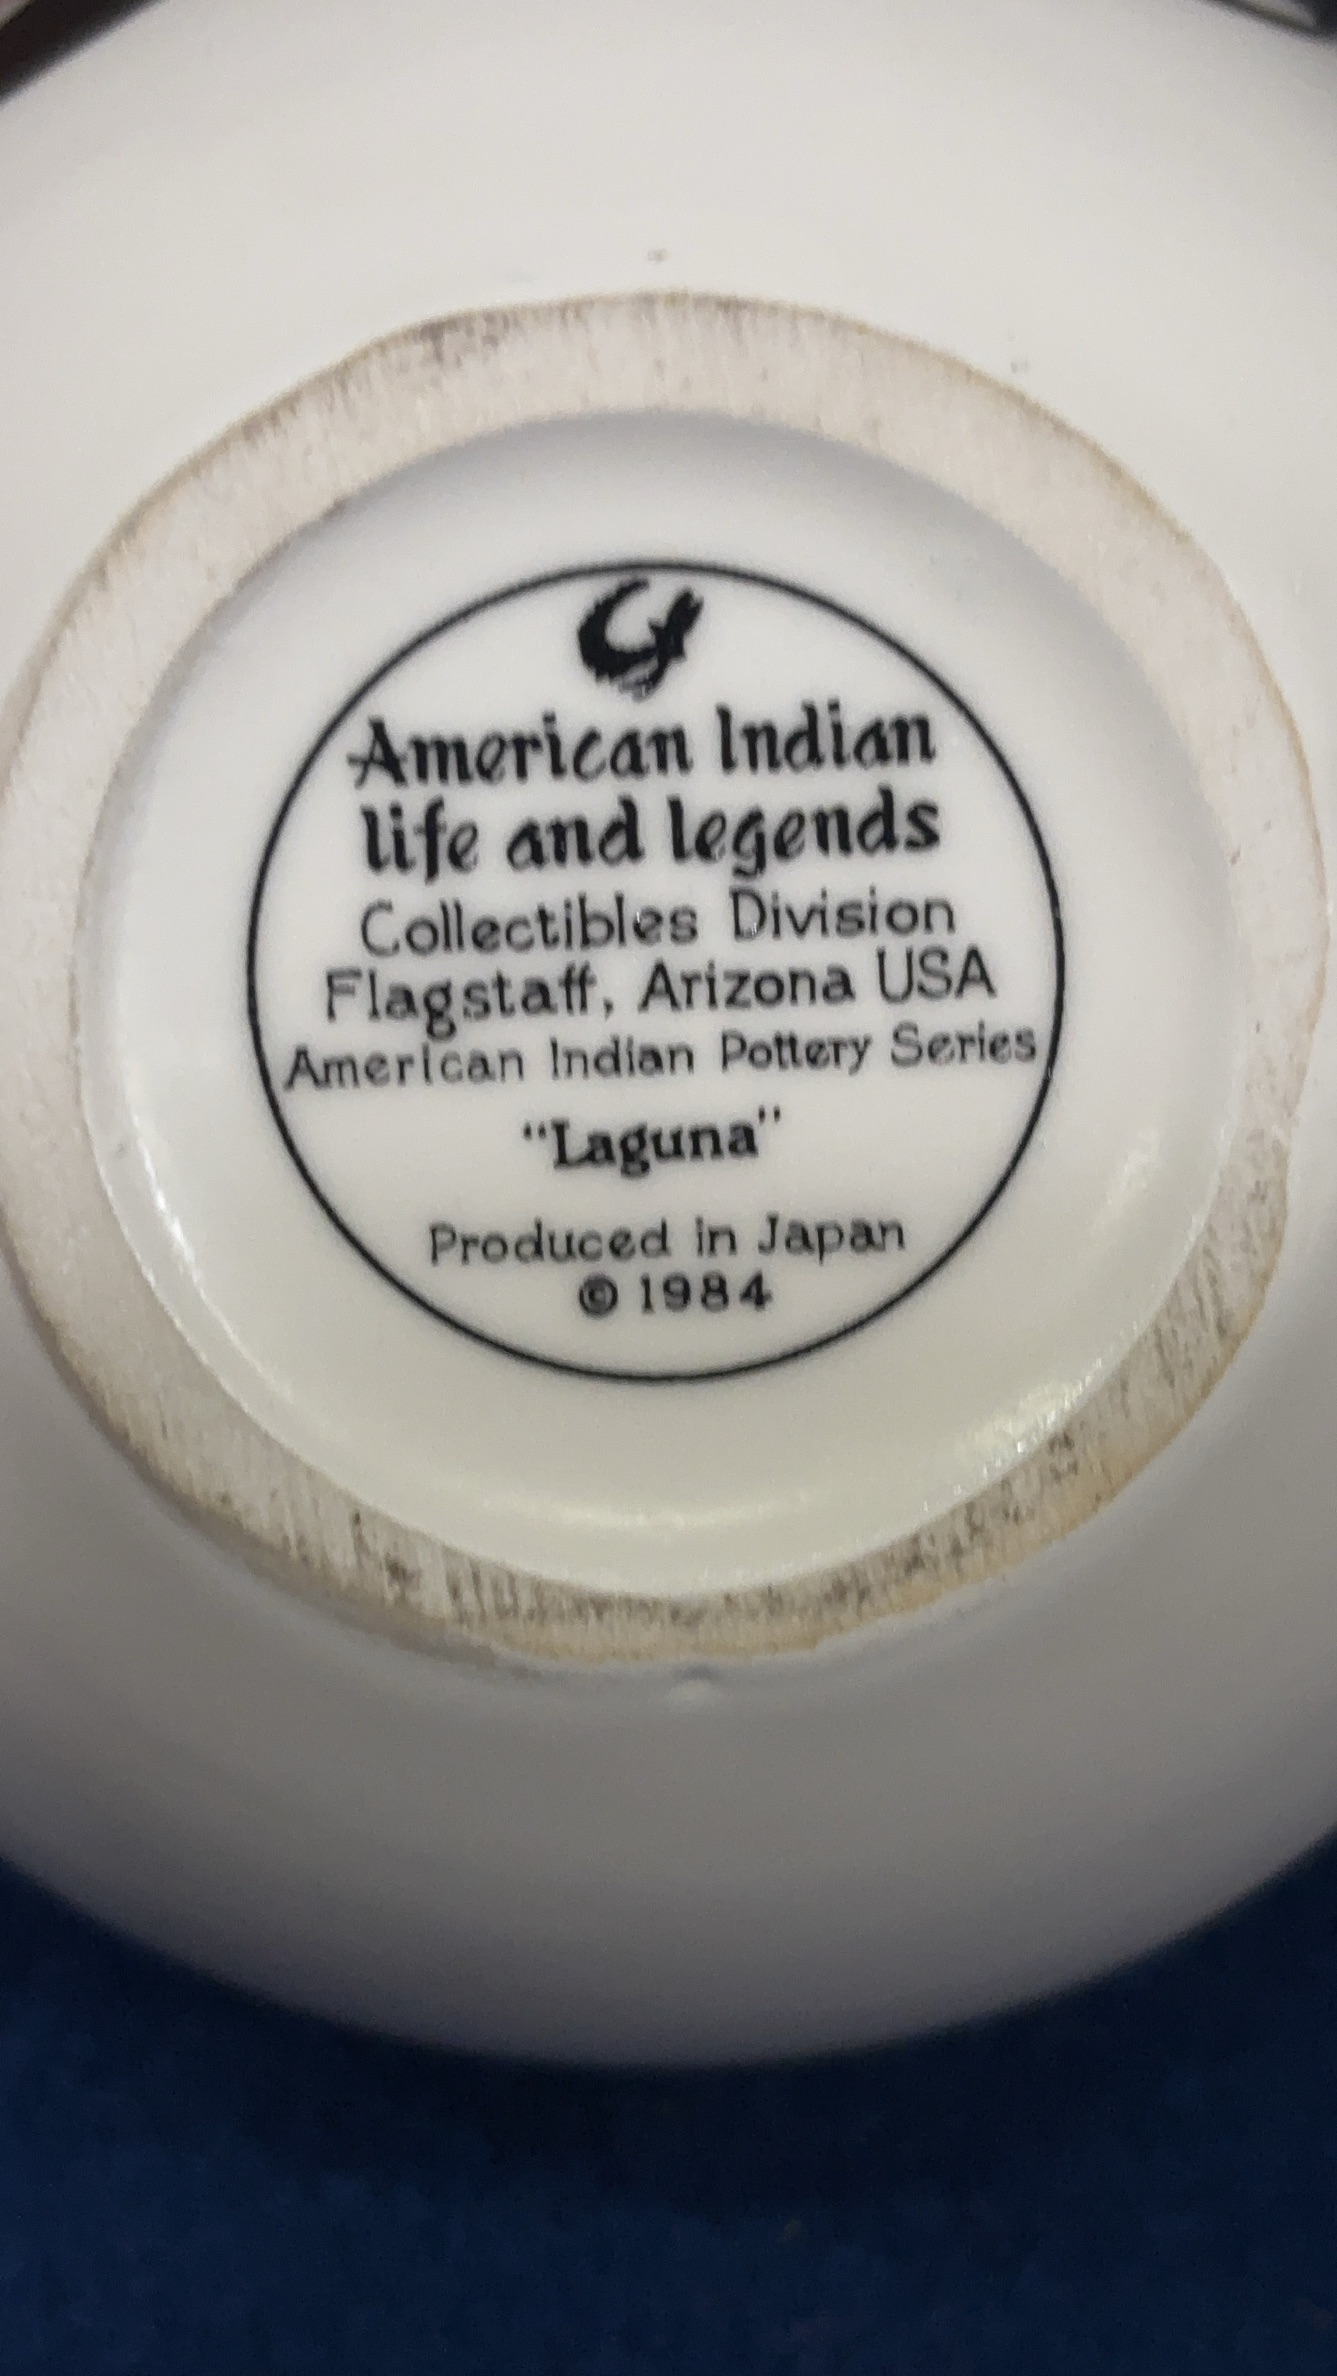 American Indian
life and legends
Collectibles Division
Flagstaff, Arizona USA
American Indian Pottery Series
"Laguna"
Produced in Japan
© 1984